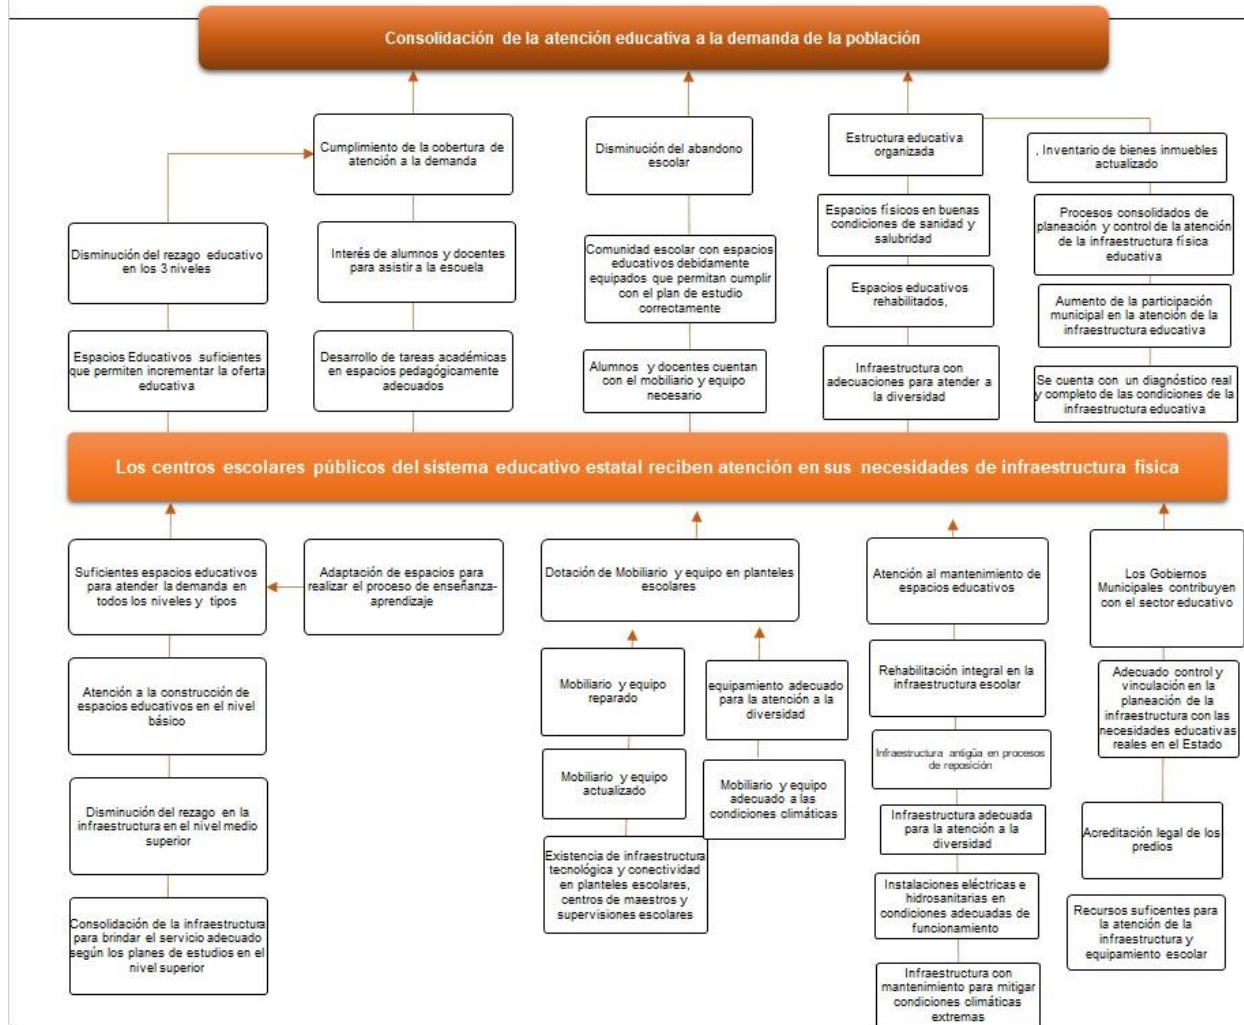 Consolidación de la atención educativa a la demanda de la población
Cumplimiento de la cobertura de
atención a la demanda
Disminución del abandono
escolar
Estructura educativa
organizada
, Inventario de bienes inmuebles
actualizado
Disminución del rezago educativo
en los 3 niveles
Interés de alumnos y docentes
para asistir a la escuela
Comunidad escolar con espacios
educativos debidamente
equipados que permitan cumplir
con el plan de estudio
correctamente
Espacios físicos en buenas
condiciones de sanidad y
salubridad
Procesos consolidados de
planeación y control de la atención
de la infraestructura física
educativa
Espacios educativos
rehabilitados,
Aumento de la participación
municipal en la atención de la
infraestructura educativa
Espacios Educativos suficientes
que permiten incrementar la oferta
educativa
Desarrollo de tareas académicas
en espacios pedagógicamente
adecuados
Alumnos y docentes cuentan
con el mobiliario y equipo
necesario
Infraestructura con
adecuaciones para atender a
la diversidad
Se cuenta con un diagnóstico real
y completo de las condiciones de la
infraestructura educativa
Los centros escolares públicos del sistema educativo estatal reciben atención en sus necesidades de infraestructura física
Suficientes espacios educativos
para atender la demanda en
todos los niveles y tipos
Adaptación de espacios para
realizar el proceso de enseñanza-
aprendizaje
Dotación de Mobiliario y equipo en planteles
escolares
Atención al mantenimiento de
espacios educativos
Los Gobiernos
Municipales contribuyen
con el sector educativo
Atención a la construcción de
espacios educativos en el nivel
básico
Mobiliario y equipo
reparado
equipamiento adecuado
para la atención a la
diversidad
Rehabilitación integral en la
infraestructura escolar
Adecuado control y
vinculación en la
planeación de la
infraestructura con las
necesidades educativas
reales en el Estado
Infraestructura antigüa en procesos
de reposición
Disminución del rezago en la
infraestructura en el nivel medio
superior
Mobiliario y equipo
actualizado
Mobiliario y equipo
adecuado a las
condiciones climáticas
Infraestructura adecuada
para la atención a la
diversidad
Acreditación legal de los
predios
Existencia de infraestructura
tecnológica y conectividad
en planteles escolares,
centros de maestros y
supervisiones escolares
Instalaciones eléctricas e
hidrosanitarias en
condiciones adecuadas de
funcionamiento
Consolidación de la infraestructura
para brindar el servicio adecuado
según los planes de estudios en el
nivel superior
Recursos suficentes para
la atención de la
infraestructura y
equipamiento escolar
Infraestructura con
mantenimiento para mitigar
condiciones climáticas
extremas